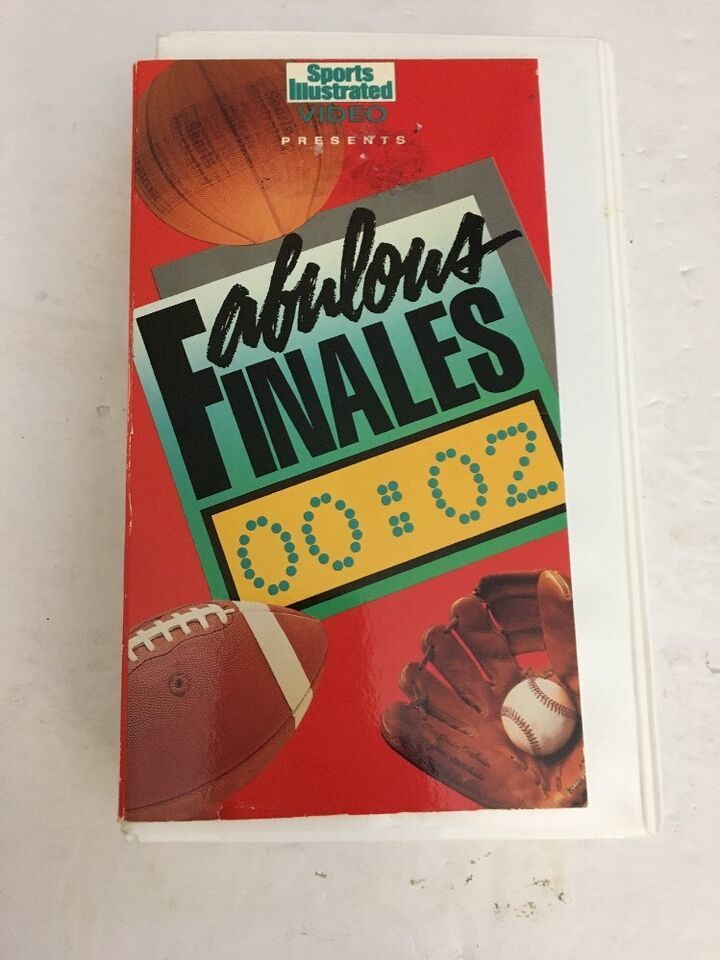 Sports
Illustrated
VIDEO
PRESENTS
Fabulous
FINALES
00:02